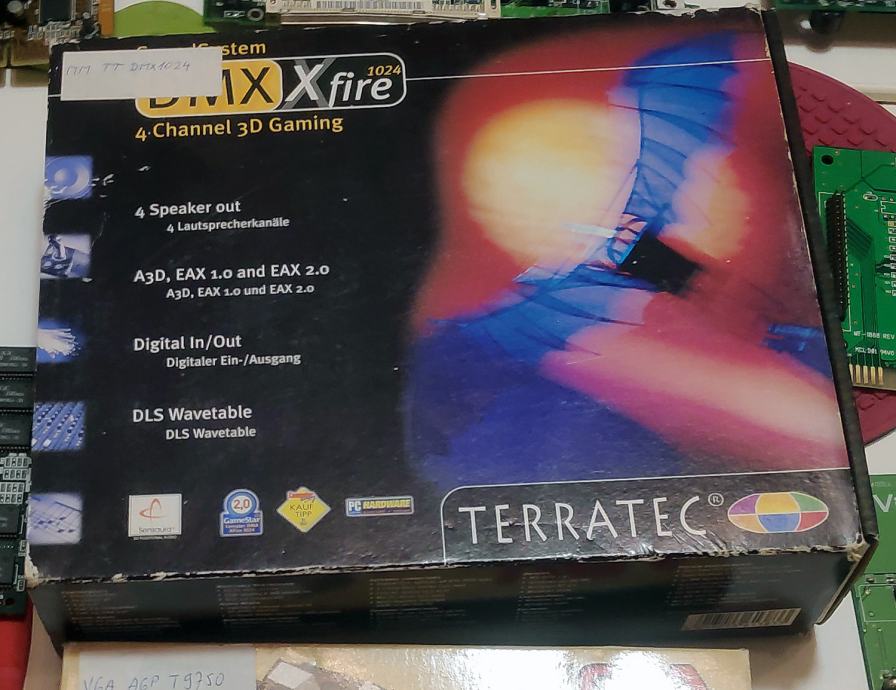 System
MM TT DMX1024
DMX Xfire 1024
4-Channel 3D Gaming
4 Speaker out
4 Lautsprecherkanäle
A3D, EAX 1.0 and EAX 2.0
A3D, EAX 1.0 und EAX 2.0
Digital In/Out
Digitaler Ein-/Ausgang
DLS Wavetable
DLS Wavetable
Sensaura
2,0
GameStar
KAUF
TIPP
PC HARDWARE
TERRATEC®
VGA AGP T9750